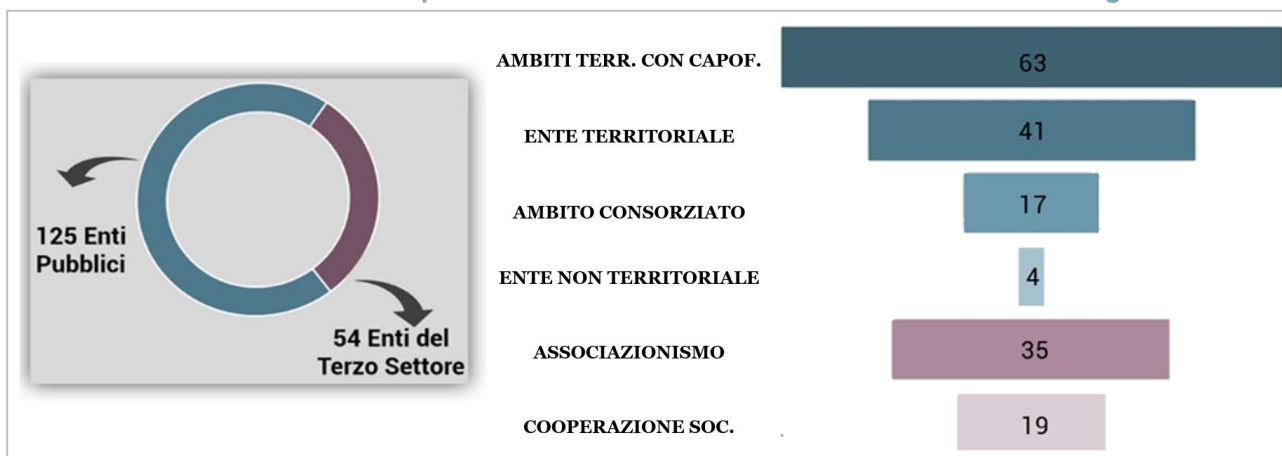 125 Enti
Pubblici
54 Enti del
Terzo Settore
AMBITI TERR. CON CAPOF.
63
ENTE TERRITORIALE
41
AMBITO CONSORZIATO
17
ENTE NON TERRITORIALE
4
ASSOCIAZIONISMO
35
COOPERAZIONE SOC.
19